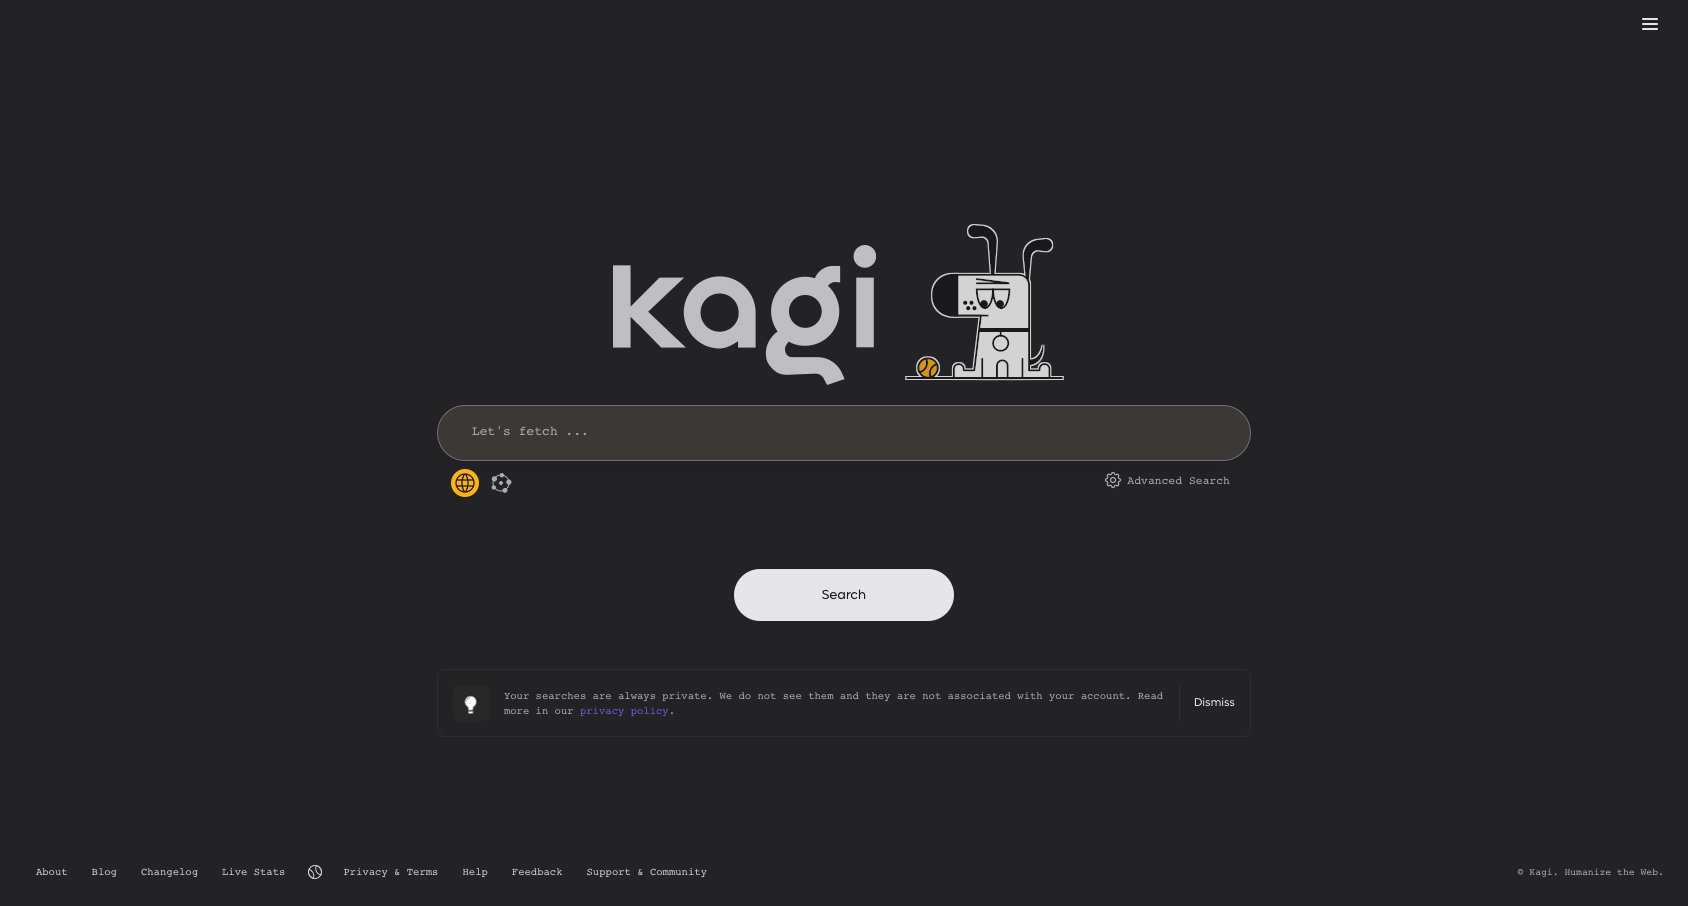 kagi
Let's fetch ...
Advanced Search
Search
Your searches are always private. We do not see them and they are not associated with your account. Read
more in our privacy policy.
Dismiss
About Blog Changelog Live Stats Privacy & Terms Help Feedback Support & Community
© Kagi. Humanize the Web.